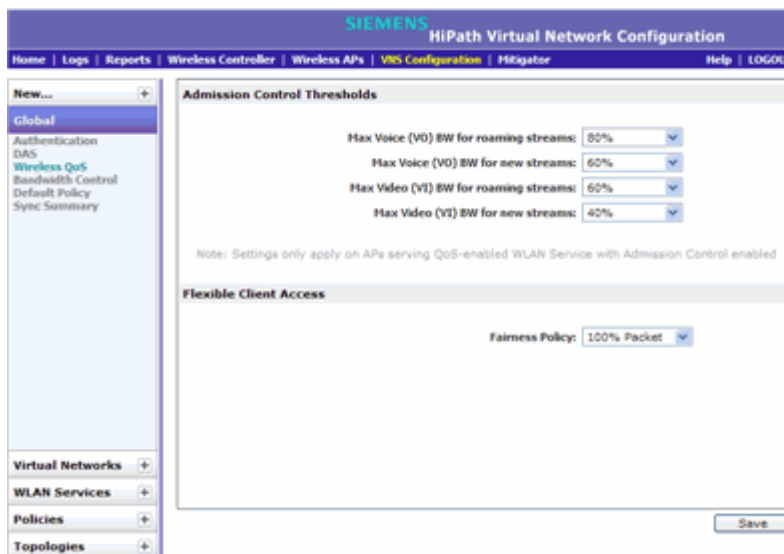 SIEMENS
HiPath Virtual Network Configuration
Home | Logs | Reports | Wireless Controller | Wireless APs | VNS Configuration | Mitigator Help | LOGOU
New... +
Global
Authentication
DAS
Wireless QoS
Bandwidth Control
Default Policy
Sync Summary
Virtual Networks +
WLAN Services +
Policies +
Topologies +
Admission Control Thresholds
Max Voice (VO) BW for roaming streams: 80%
Max Voice (VO) BW for new streams: 60%
Max Video (VI) BW for roaming streams: 60%
Max Video (VI) BW for new streams: 40%
Note: Settings only apply on APs serving QoS-enabled WLAN Service with Admission Control enabled
Flexible Client Access
Fairness Policy: 100% Packet
Save